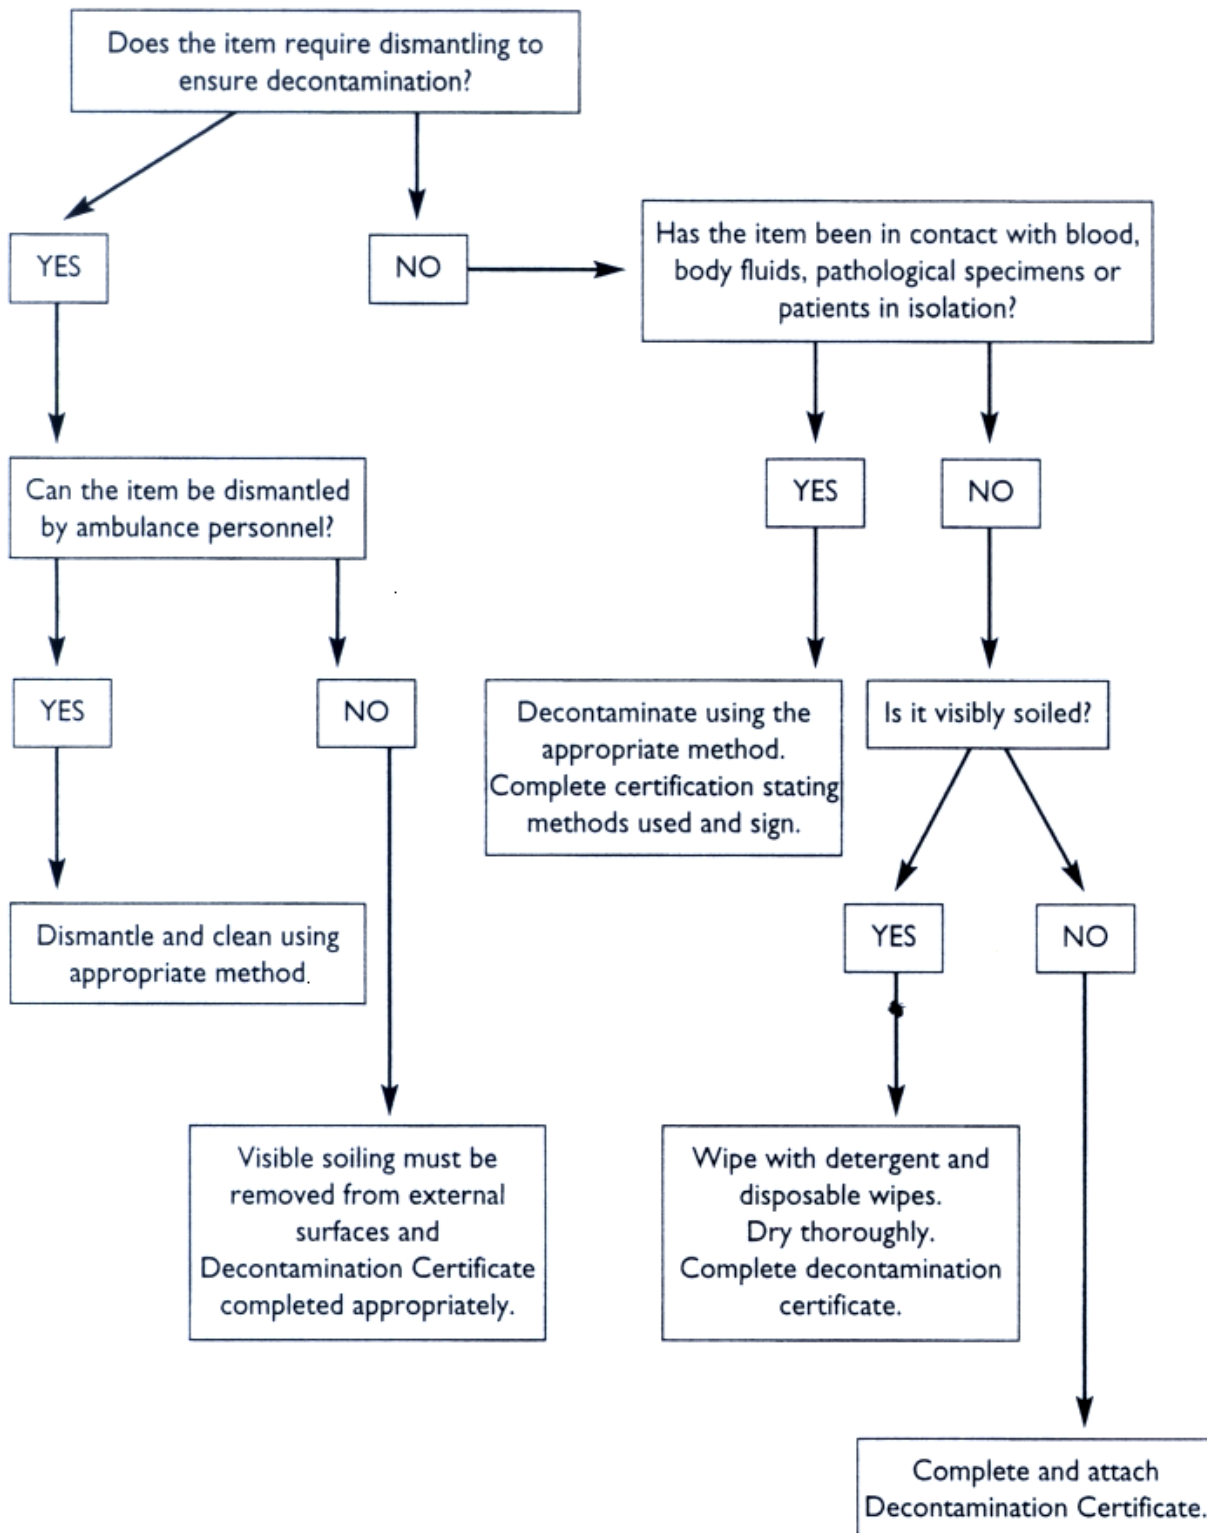 Does the item require dismantling to
ensure decontamination?
YES
NO
Has the item been in contact with blood,
body fluids, pathological specimens or
patients in isolation?
Can the item be dismantled
by ambulance personnel?
YES
NO
YES
NO
Decontaminate using the
appropriate method.
Complete certification stating
methods used and sign.
Is it visibly soiled?
Dismantle and clean using
appropriate method.
YES
NO
Visible soiling must be
removed from external
surfaces and
Decontamination Certificate
completed appropriately.
Wipe with detergent and
disposable wipes.
Dry thoroughly.
Complete decontamination
certificate.
Complete and attach
Decontamination Certificate.